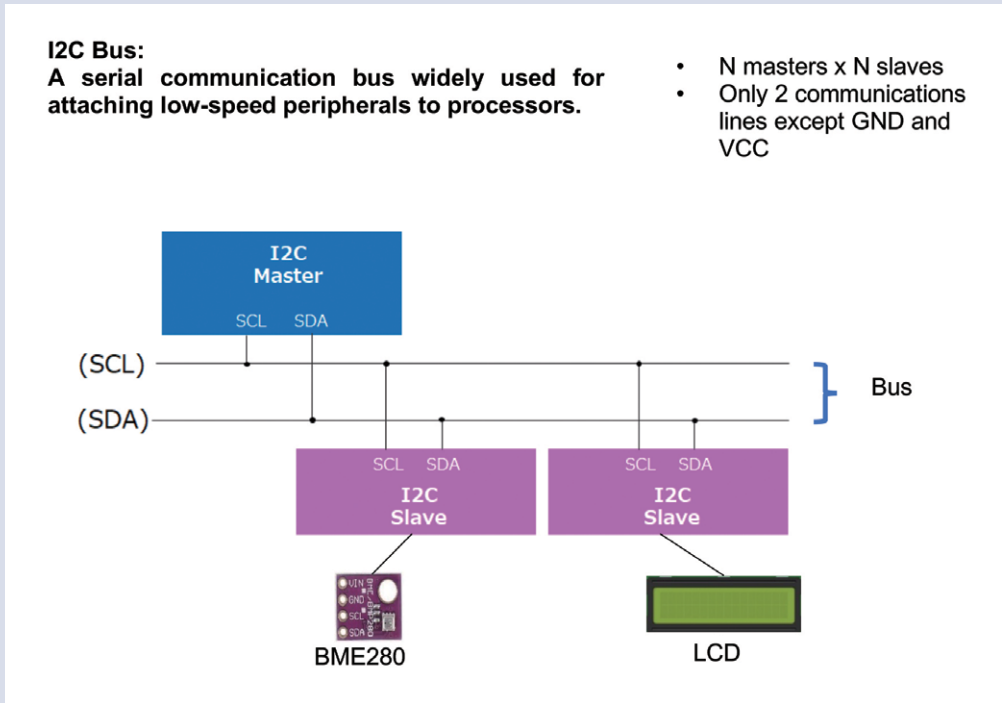 I2C Bus:
A serial communication bus widely used for
attaching low-speed peripherals to processors.
• N masters x N slaves
• Only 2 communications
lines except GND and
VCC
I2C
Master
SCL SDA
(SCL)
(SDA)
Bus
SCL SDA
I2C
Slave
SCL SDA
I2C
Slave
VIN
GND
SCL
SDA
BME280
LCD